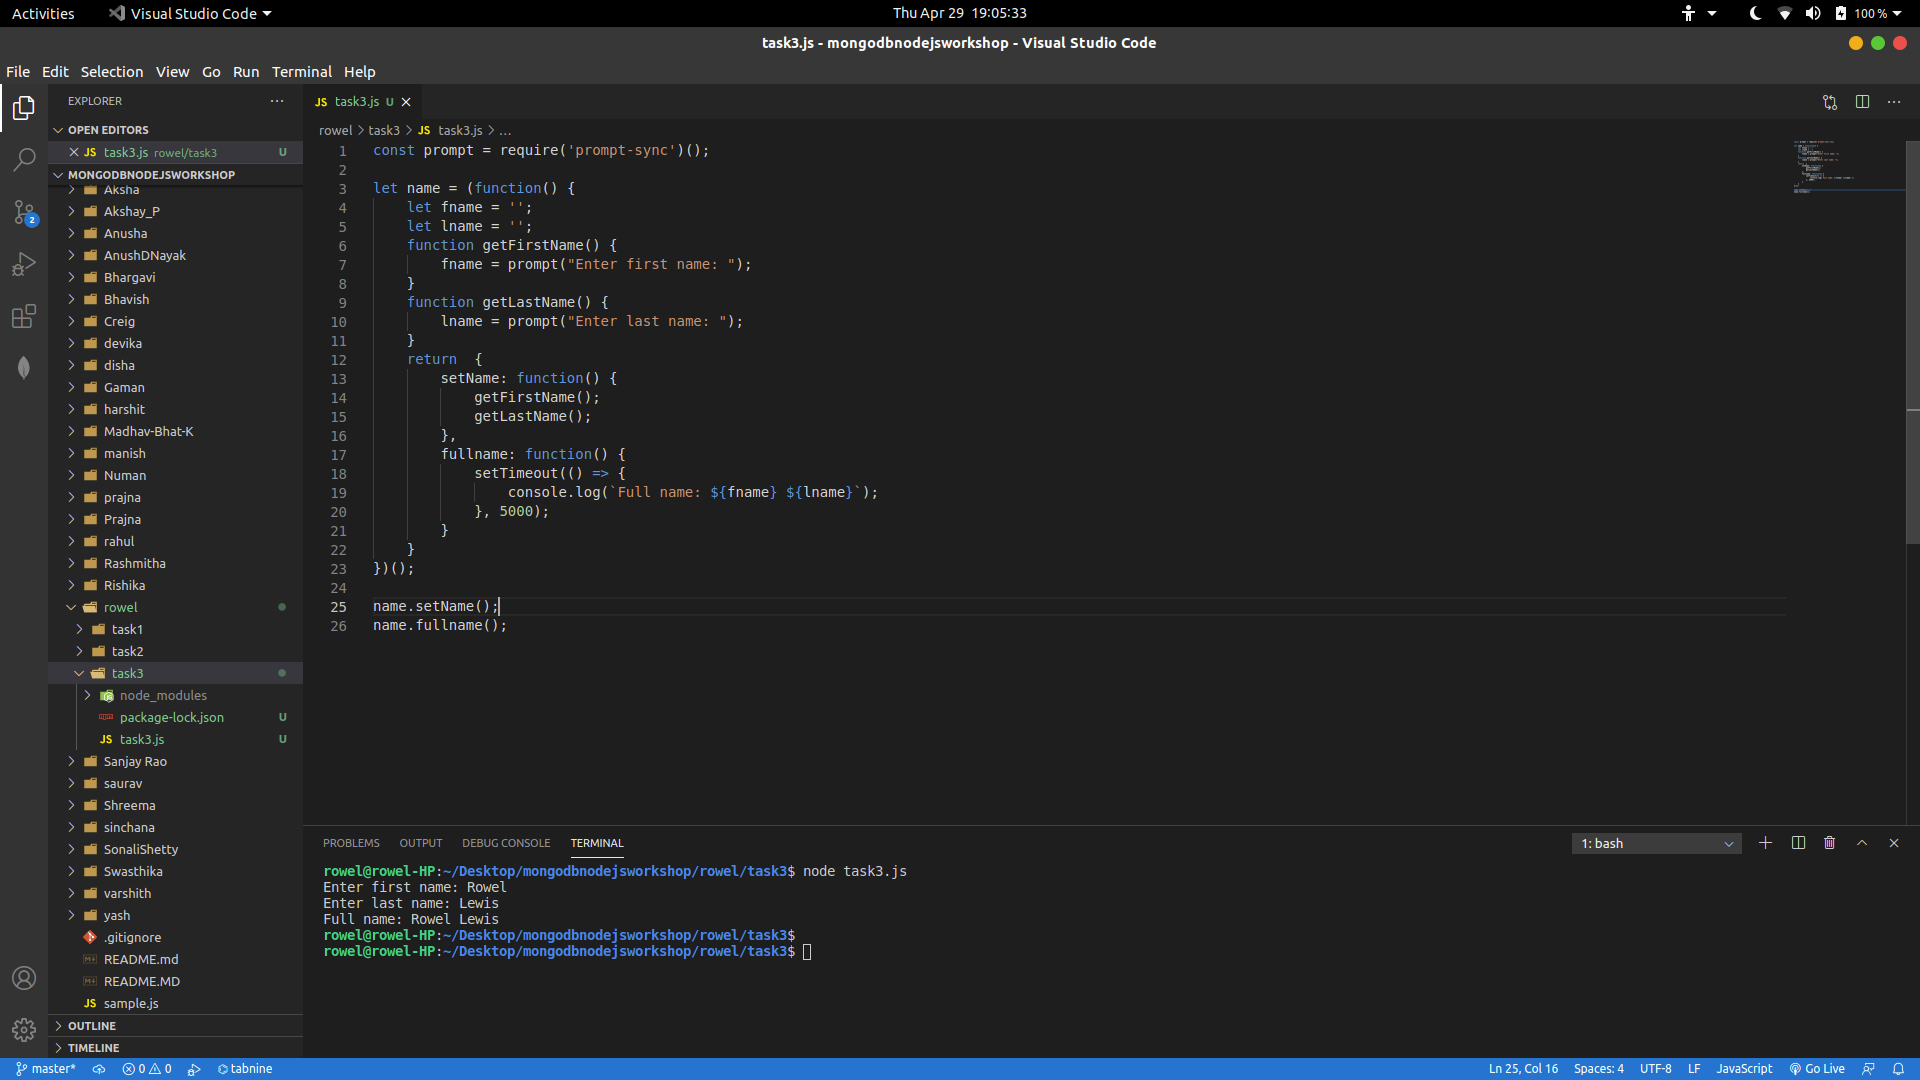 Activities Visual Studio Code Thu Apr 29 19:05:33 100 %
task3.js - mongodbnodejsworkshop - Visual Studio Code
File Edit Selection View Go Run Terminal Help
EXPLORER
OPEN EDITORS
JS task3.js rowel/task3 U
MONGODBNODEJSWORKSHOP
Aksha
Akshay_P
Anusha
AnushDNayak
Bhargavi
Bhavish
Creig
devika
disha
Gaman
harshit
Madhav-Bhat-K
manish
Numan
prajna
Prajna
rahul
Rashmitha
Rishika
rowel
task1
task2
task3
node_modules
package-lock.json U
JS task3.js U
Sanjay Rao
saurav
Shreema
sinchana
SonaliShetty
Swasthika
varshith
yash
.gitignore
README.md
README.MD
JS sample.js
OUTLINE
TIMELINE
2
JS task3.js U
rowel > task3 > JS task3.js > ...
1 const prompt = require('prompt-sync')();
2
3 let name = (function() {
4     let fname = '';
5     let lname = '';
6     function getFirstName() {
7         fname = prompt("Enter first name: ");
8     }
9     function getLastName() {
10         lname = prompt("Enter last name: ");
11     }
12     return  {
13         setName: function() {
14             getFirstName();
15             getLastName();
16         },
17         fullname: function() {
18             setTimeout(() => {
19                 console.log(`Full name: ${fname} ${lname}`);
20             }, 5000);
21         }
22     }
23 })();
24
25 name.setName();
26 name.fullname();
PROBLEMS OUTPUT DEBUG CONSOLE TERMINAL 1: bash
rowel@rowel-HP:~/Desktop/mongodbnodejsworkshop/rowel/task3$ node task3.js
Enter first name: Rowel
Enter last name: Lewis
Full name: Rowel Lewis
rowel@rowel-HP:~/Desktop/mongodbnodejsworkshop/rowel/task3$
rowel@rowel-HP:~/Desktop/mongodbnodejsworkshop/rowel/task3$
master* 0 0 tabnine Ln 25, Col 16 Spaces: 4 UTF-8 LF JavaScript Go Live